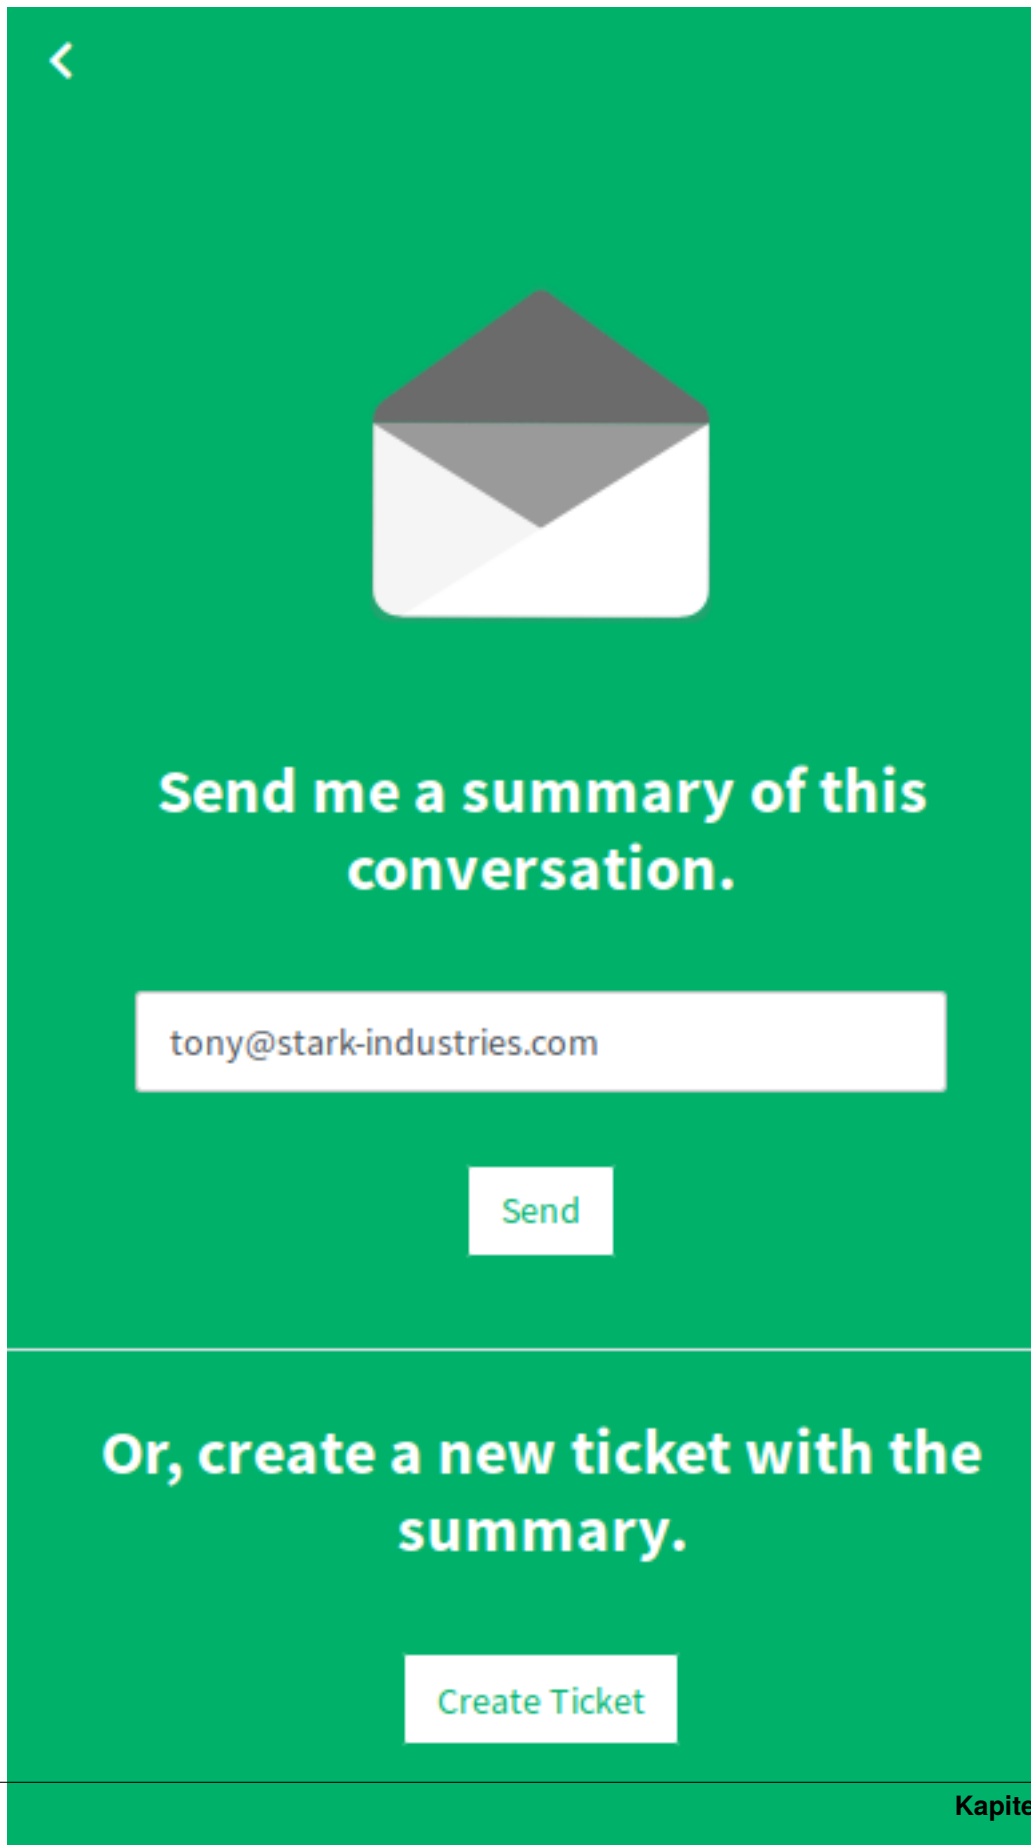 Send me a summary of this
conversation.
tony@stark-industries.com
Send
Or, create a new ticket with the
summary.
Create Ticket